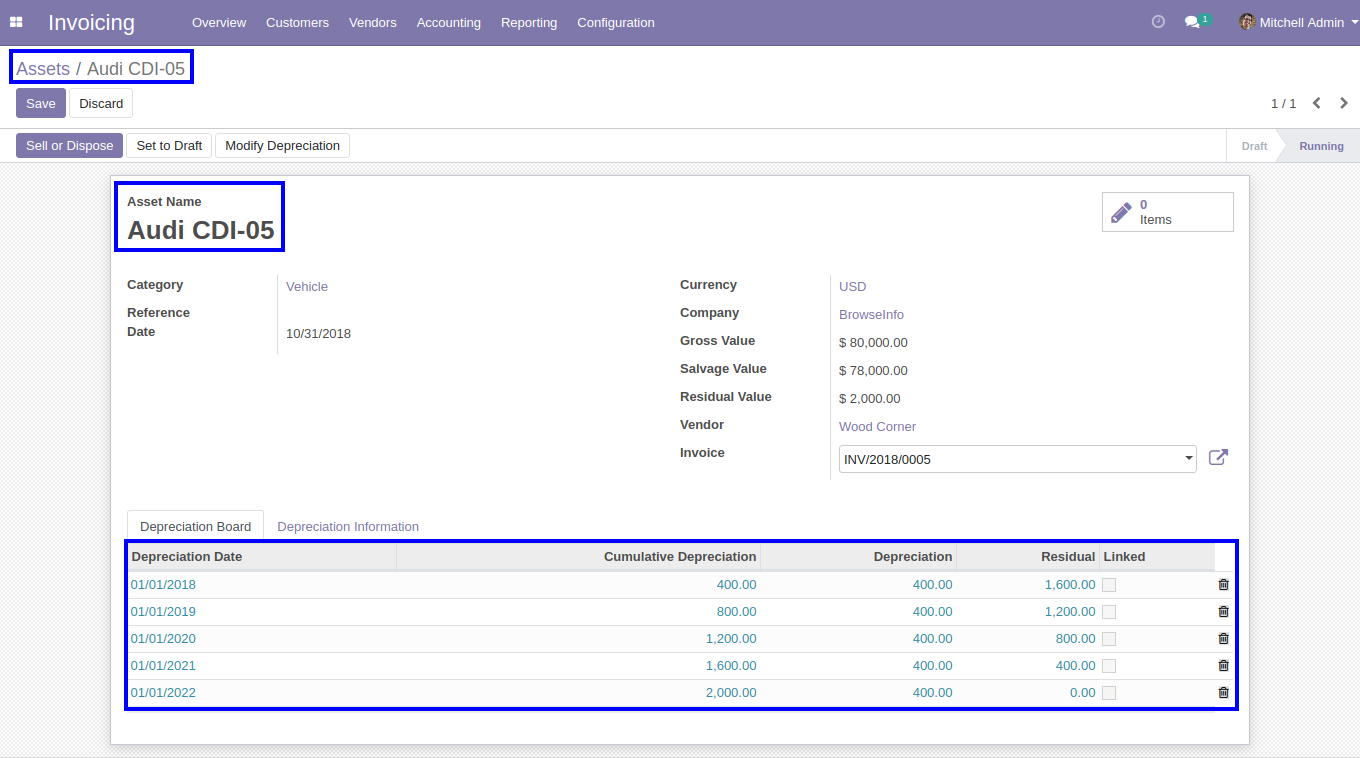 Invoicing Overview Customers Vendors Accounting Reporting Configuration 1 Mitchell Admin
Assets / Audi CDI-05
Save Discard 1 / 1
Sell or Dispose Set to Draft Modify Depreciation Draft Running
Asset Name
Audi CDI-05
0
Items
Category Vehicle
Reference
Date 10/31/2018
Currency USD
Company BrowseInfo
Gross Value $ 80,000.00
Salvage Value $ 78,000.00
Residual Value $ 2,000.00
Vendor Wood Corner
Invoice INV/2018/0005
Depreciation Board Depreciation Information
Depreciation Date Cumulative Depreciation Depreciation Residual Linked
01/01/2018 400.00 400.00 1,600.00
01/01/2019 800.00 400.00 1,200.00
01/01/2020 1,200.00 400.00 800.00
01/01/2021 1,600.00 400.00 400.00
01/01/2022 2,000.00 400.00 0.00